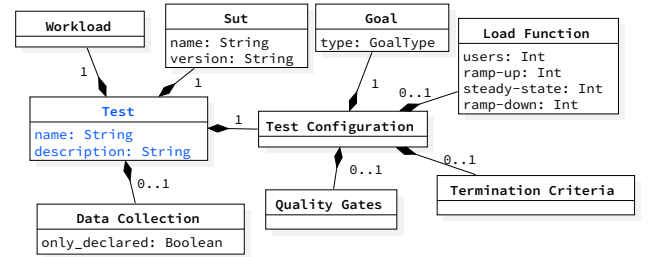 Workload
Sut
name: String
version: String
Goal
type: GoalType
Load Function
users: Int
ramp-up: Int
steady-state: Int
ramp-down: Int
1
1
1
0..1
Test
name: String
description: String
1
Test Configuration
0..1
0..1
0..1
Data Collection
only_declared: Boolean
Quality Gates
Termination Criteria